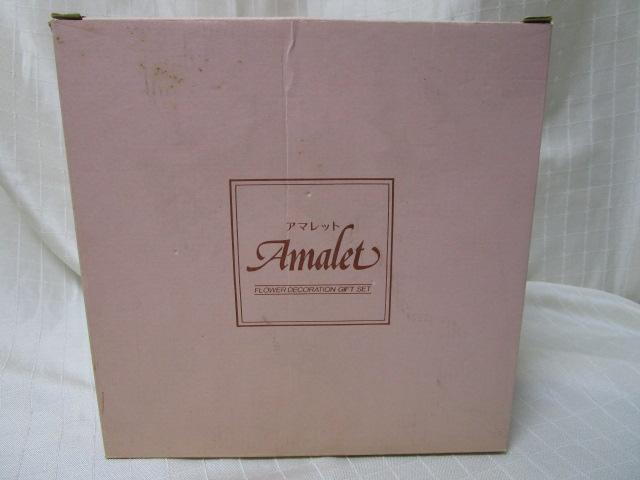 アマレット
Amalet
FLOWER DECORATION GIFT SET